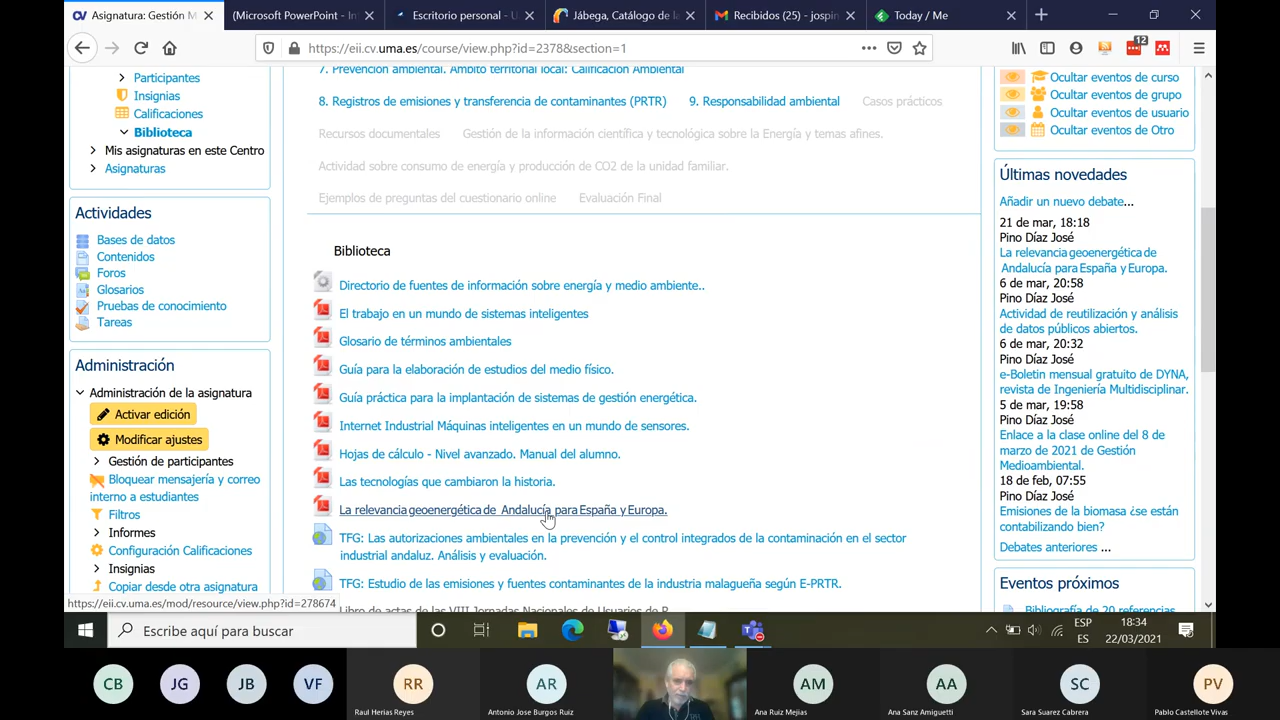 Asignatura: Gestión M
(Microsoft PowerPoint - In
Escritorio personal - U
Jábega, Catálogo de la
Recibidos (25) - jospin
Today / Me
https://eii.cv.uma.es/course/view.php?id=2378&section=1
12
Participantes
Insignias
Calificaciones
Biblioteca
Mis asignaturas en este Centro
Asignaturas
Actividades
Bases de datos
Contenidos
Foros
Glosarios
Pruebas de conocimiento
Tareas
Administración
Administración de la asignatura
Activar edición
Modificar ajustes
Gestión de participantes
Bloquear mensajería y correo
interno a estudiantes
Filtros
Informes
Configuración Calificaciones
Insignias
Copiar desde otra asignatura
https://eii.cv.uma.es/mod/resource/view.php?id=278674
7. Prevención ambiental. Ámbito territorial local: Calificación Ambiental
8. Registros de emisiones y transferencia de contaminantes (PRTR)
9. Responsabilidad ambiental
Casos prácticos
Recursos documentales
Gestión de la información científica y tecnológica sobre la Energía y temas afines.
Actividad sobre consumo de energía y producción de CO2 de la unidad familiar.
Ejemplos de preguntas del cuestionario online
Evaluación Final
Biblioteca
Directorio de fuentes de información sobre energía y medio ambiente..
El trabajo en un mundo de sistemas inteligentes
Glosario de términos ambientales
Guía para la elaboración de estudios del medio físico.
Guía práctica para la implantación de sistemas de gestión energética.
Internet Industrial Máquinas inteligentes en un mundo de sensores.
Hojas de cálculo - Nivel avanzado. Manual del alumno.
Las tecnologías que cambiaron la historia.
La relevancia geoenergética de Andalucía para España y Europa.
TFG: Las autorizaciones ambientales en la prevención y el control integrados de la contaminación en el sector
industrial andaluz. Análisis y evaluación.
TFG: Estudio de las emisiones y fuentes contaminantes de la industria malagueña según E-PRTR.
Libro de actas de las VIII Jornadas Nacionales de Usuarios de R
Ocultar eventos de curso
Ocultar eventos de grupo
Ocultar eventos de usuario
Ocultar eventos de Otro
Últimas novedades
Añadir un nuevo debate...
21 de mar, 18:18
Pino Díaz José
La relevancia geoenergética de
Andalucía para España y Europa.
6 de mar, 20:58
Pino Díaz José
Actividad de reutilización y análisis
de datos públicos abiertos.
6 de mar, 20:32
Pino Díaz José
e-Boletin mensual gratuito de DYNA,
revista de Ingeniería Multidisciplinar.
5 de mar, 19:58
Pino Díaz José
Enlace a la clase online del 8 de
marzo de 2021 de Gestión
Medioambiental.
18 de feb, 07:55
Pino Díaz José
Emisiones de la biomasa ¿se están
contabilizando bien?
Debates anteriores ...
Eventos próximos
Bibliografía de 20 referencias
Escribe aquí para buscar
ESP
ES
18:34
22/03/2021
CB
JG
JB
VF
RR
Raul Herias Reyes
AR
Antonio Jose Burgos Ruiz
AM
Ana Ruiz Mejias
AA
Ana Sanz Amiguetti
SC
Sara Suarez Cabrera
PV
Pablo Castellote Vivas